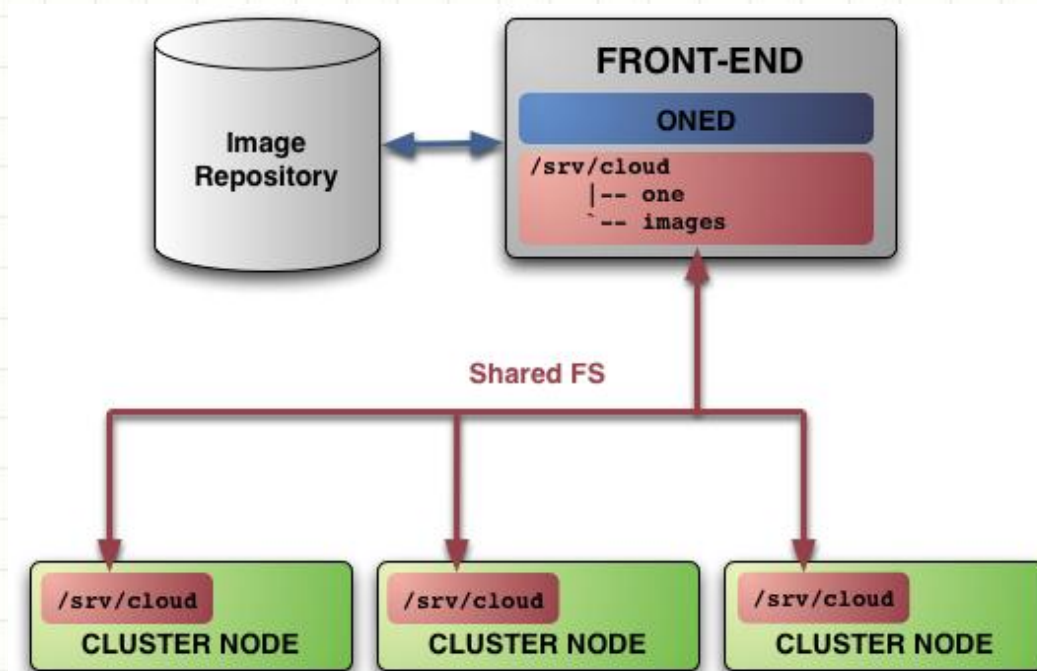 Image
Repository
FRONT-END
ONED
/srv/cloud
|-- one
`-- images
Shared FS
/srv/cloud
CLUSTER NODE
/srv/cloud
CLUSTER NODE
/srv/cloud
CLUSTER NODE